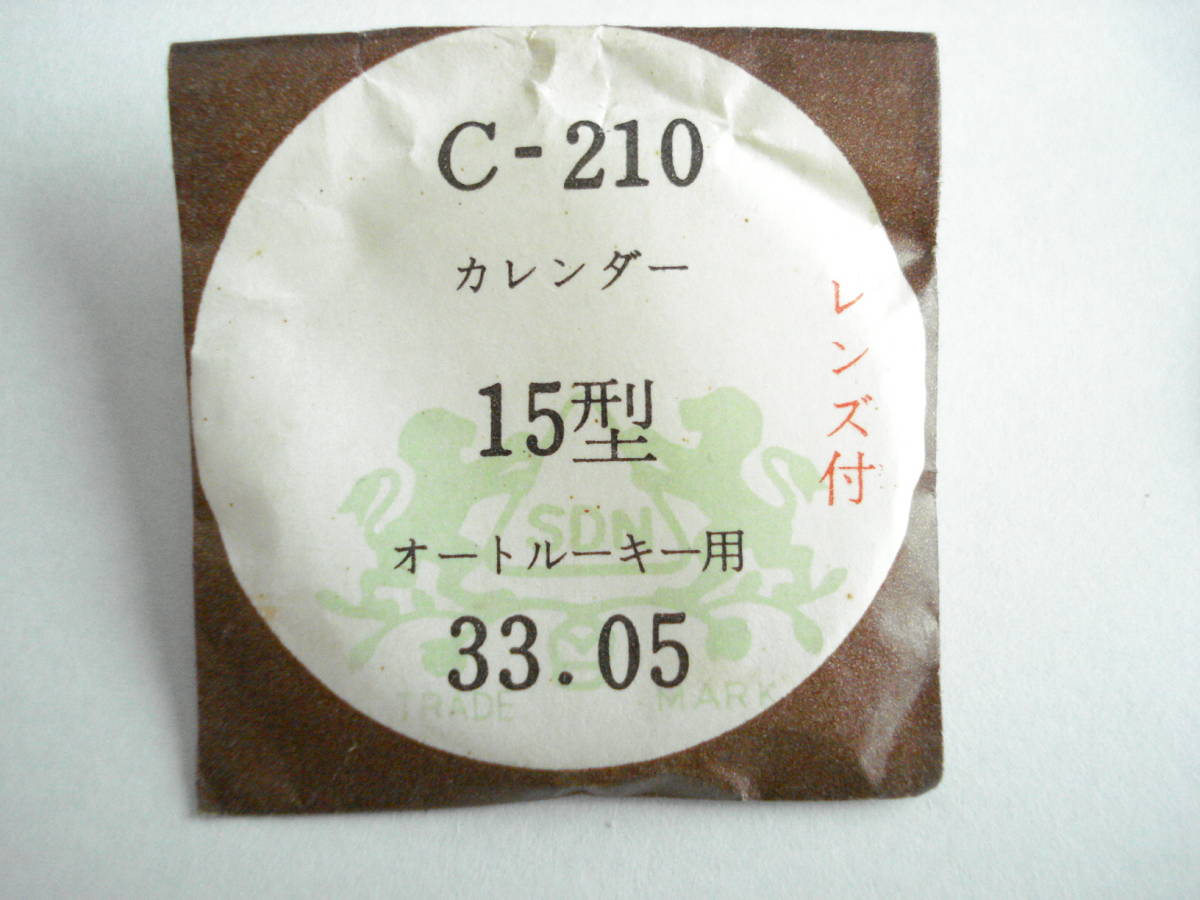 C-210
カレンダー
レンズ付
15型
SDN
オートルーキー用
33.05
TRADE MARK